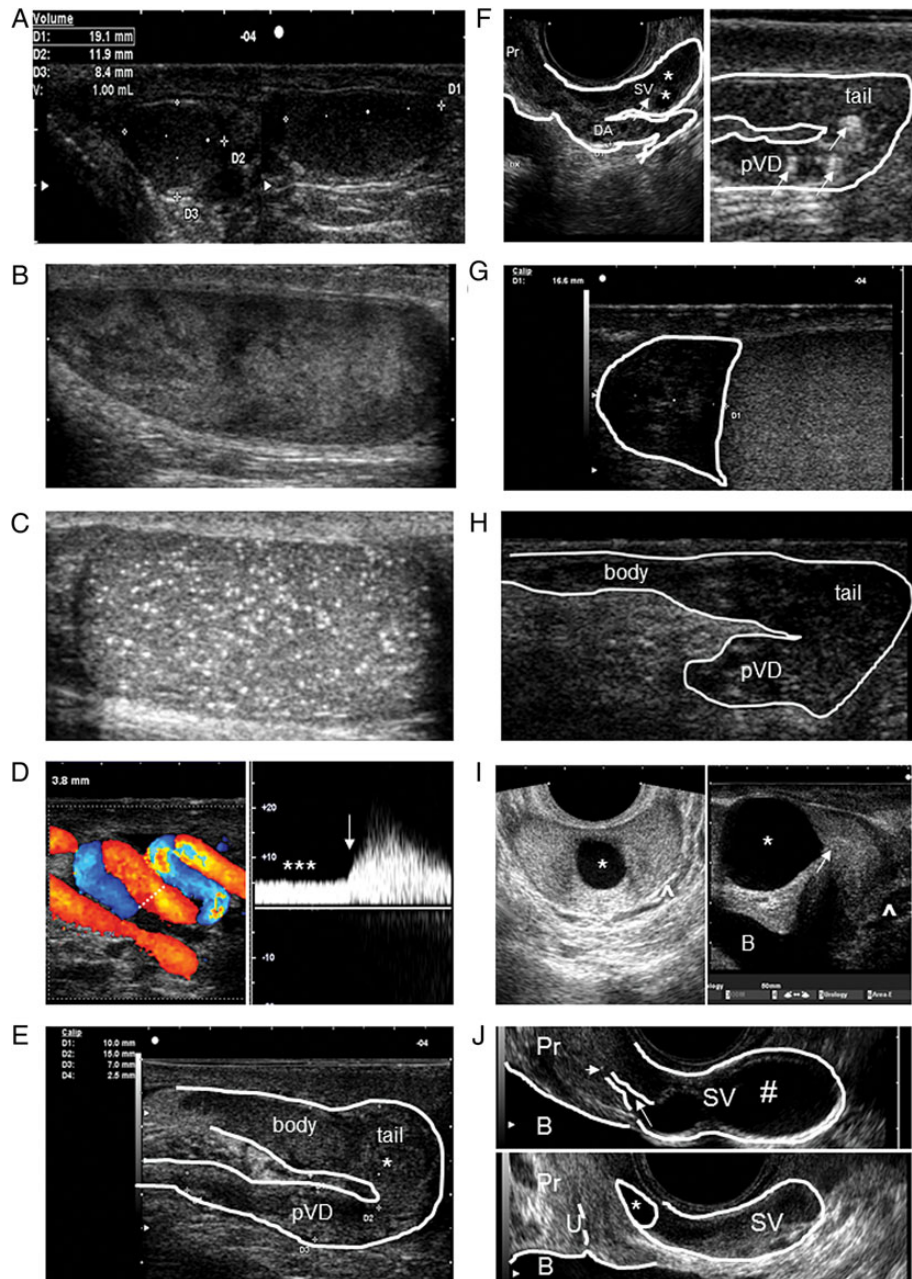 A
Volume
D1: 19.1 mm
D2: 11.9 mm
D3: 8.4 mm
V: 1.00 mL
-04
D1
D2
D3
B
C
D
3.8 mm
***
+20
+10
-10
E
Calip
D1: 10.0 mm
D2: 15.0 mm
D3: 7.0 mm
D4: 2.5 mm
-04
body
tail
*
pVD
D2
D3
F
Pr
SV
*
*
DA
tail
pVD
G
Calip
D1: 16.6 mm
-04
D1
H
body
tail
pVD
I
*
^
*
B
^
Urology
J
Pr
SV
#
B
Pr
*
U
SV
B